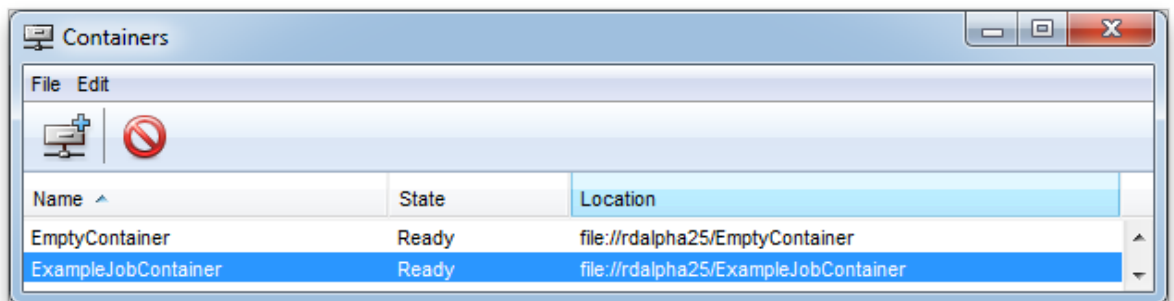 Containers
File Edit
Name State Location
EmptyContainer Ready file://rdalpha25/EmptyContainer
ExampleJobContainer Ready file://rdalpha25/ExampleJobContainer